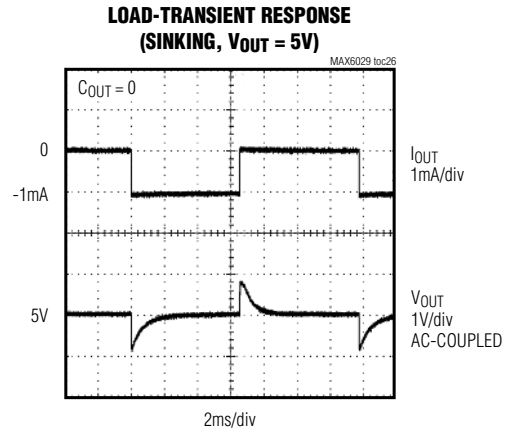 LOAD-TRANSIENT RESPONSE
(SINKING, VOUT = 5V)
MAX6029 toc26
COUT = 0
0
-1mA
IOUT
1mA/div
5V
VOUT
1V/div
AC-COUPLED
2ms/div